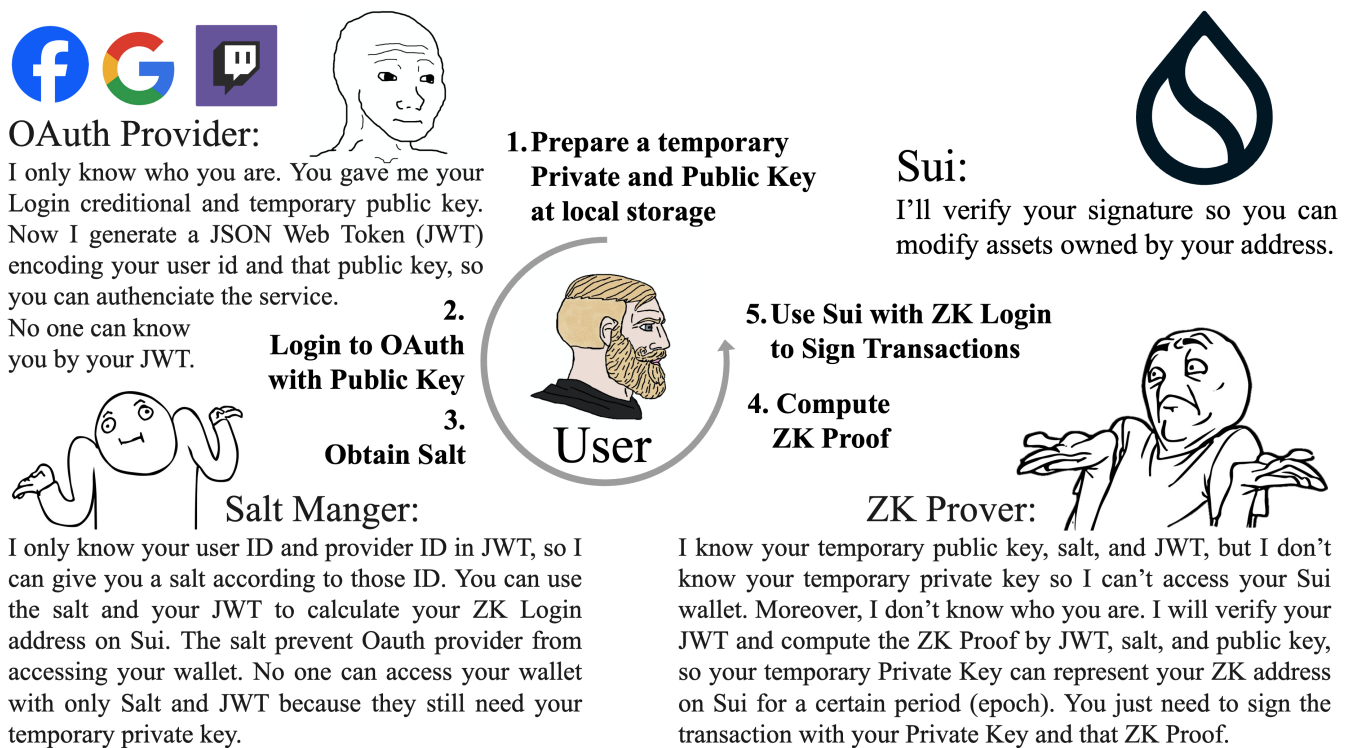 OAuth Provider:
I only know who you are. You gave me your
Login creditional and temporary public key.
Now I generate a JSON Web Token (JWT)
encoding your user id and that public key, so
you can authenciate the service.
No one can know
you by your JWT.
1. Prepare a temporary
Private and Public Key
at local storage
2.
Login to OAuth
with Public Key
3.
Obtain Salt
User
Sui:
I’ll verify your signature so you can
modify assets owned by your address.
5. Use Sui with ZK Login
to Sign Transactions
4. Compute
ZK Proof
Salt Manger:
I only know your user ID and provider ID in JWT, so I
can give you a salt according to those ID. You can use
the salt and your JWT to calculate your ZK Login
address on Sui. The salt prevent Oauth provider from
accessing your wallet. No one can access your wallet
with only Salt and JWT because they still need your
temporary private key.
ZK Prover:
I know your temporary public key, salt, and JWT, but I don’t
know your temporary private key so I can’t access your Sui
wallet. Moreover, I don’t know who you are. I will verify your
JWT and compute the ZK Proof by JWT, salt, and public key,
so your temporary Private Key can represent your ZK address
on Sui for a certain period (epoch). You just need to sign the
transaction with your Private Key and that ZK Proof.